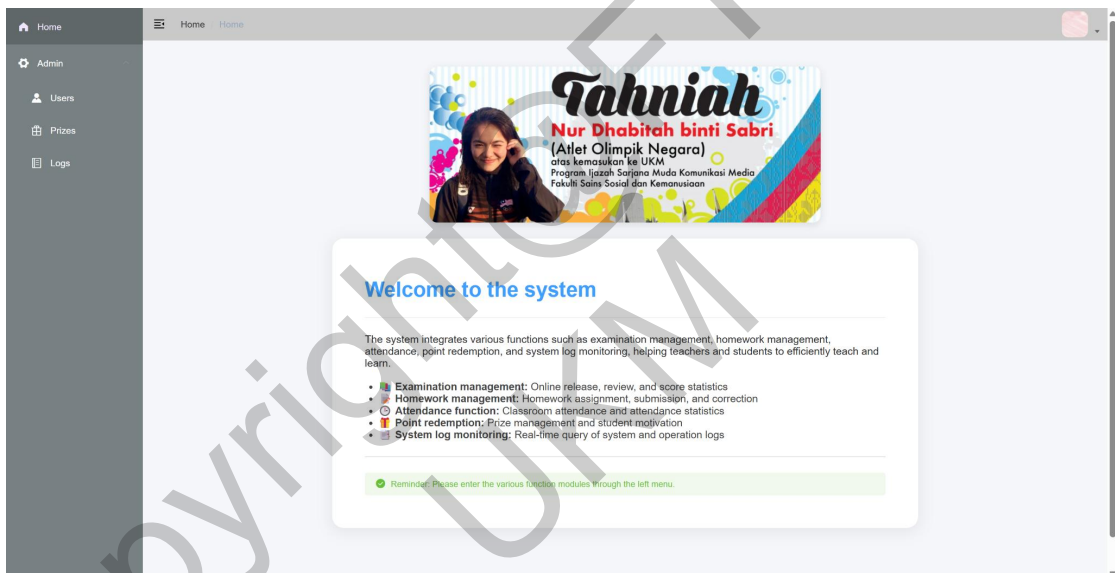 Home
Home / Home
Admin
Users
Prizes
Logs
Tahniah
Nur Dhabitah binti Sabri
(Atlet Olimpik Negara)
atas kemasukan ke UKM
Program Ijazah Sarjana Muda Komunikasi Media
Fakulti Sains Sosial dan Kemanusiaan
Welcome to the system
The system integrates various functions such as examination management, homework management,
attendance, point redemption, and system log monitoring, helping teachers and students to efficiently teach and
learn.
• Examination management: Online release, review, and score statistics
• Homework management: Homework assignment, submission, and correction
• Attendance function: Classroom attendance and attendance statistics
• Point redemption: Prize management and student motivation
• System log monitoring: Real-time query of system and operation logs
Reminder: Please enter the various function modules through the left menu.
pyright@FT
UKM